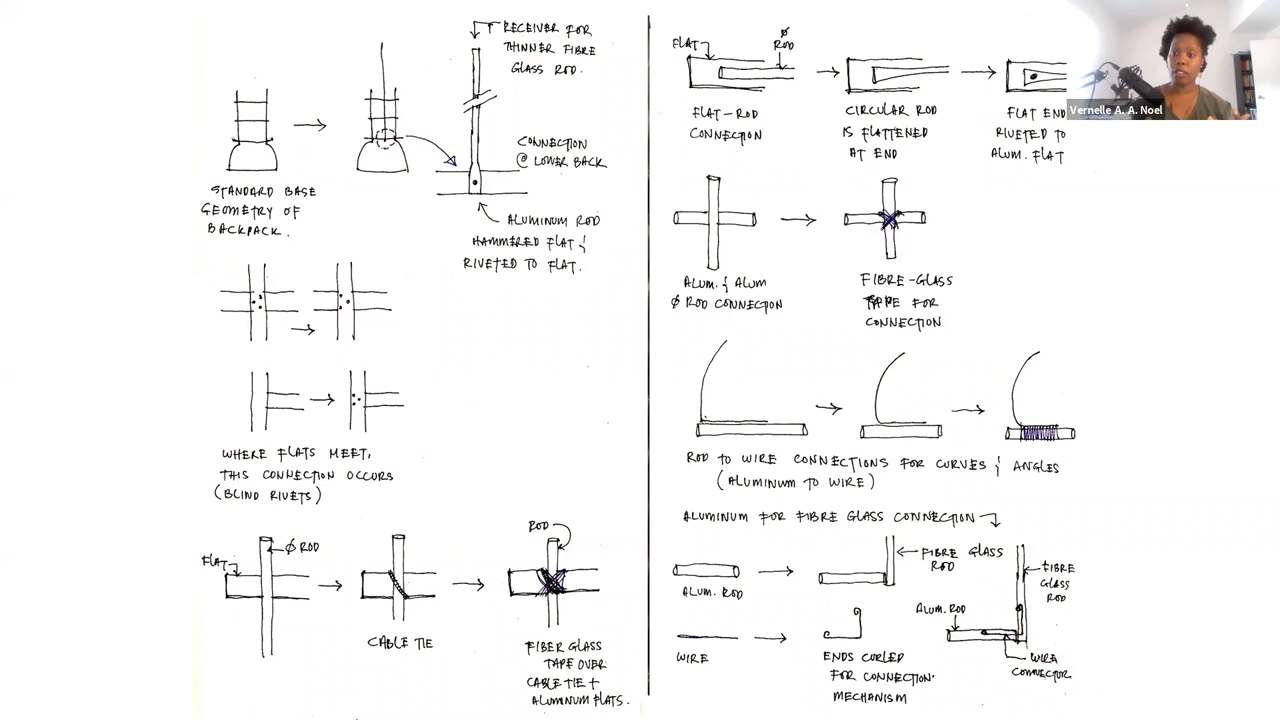 RECEIVER FOR
THINNER FIBRE
GLASS ROD.
CONNECTION
@ LOWER BACK
STANDARD BASE
GEOMETRY OF
BACKPACK.
ALUMINUM ROD
HAMMERED FLAT &
RIVETED TO FLAT.
WHERE FLATS MEET,
THIS CONNECTION OCCURS
(BLIND RIVETS)
FLAT
Ø ROD
CABLE TIE
ROD
FIBER GLASS
TAPE OVER
CABLE TIE +
ALUMINUM FLATS.
FLAT
Ø
ROD
FLAT-ROD
CONNECTION
CIRCULAR ROD
IS FLATTENED
AT END
FLAT END
RIVETED TO
ALUM. FLAT
Vernelle A. A. Noel
ALUM. & ALUM
Ø ROD CONNECTION
FIBRE-GLASS
TAPE FOR
CONNECTION
ROD TO WIRE CONNECTIONS FOR CURVES & ANGLES
(ALUMINUM TO WIRE)
ALUMINUM FOR FIBRE GLASS CONNECTION
ALUM. ROD
FIBRE GLASS
ROD
FIBRE
GLASS
ROD
ALUM. ROD
WIRE
ENDS CURLED
FOR CONNECTION.
MECHANISM
WIRE
CONNECTOR